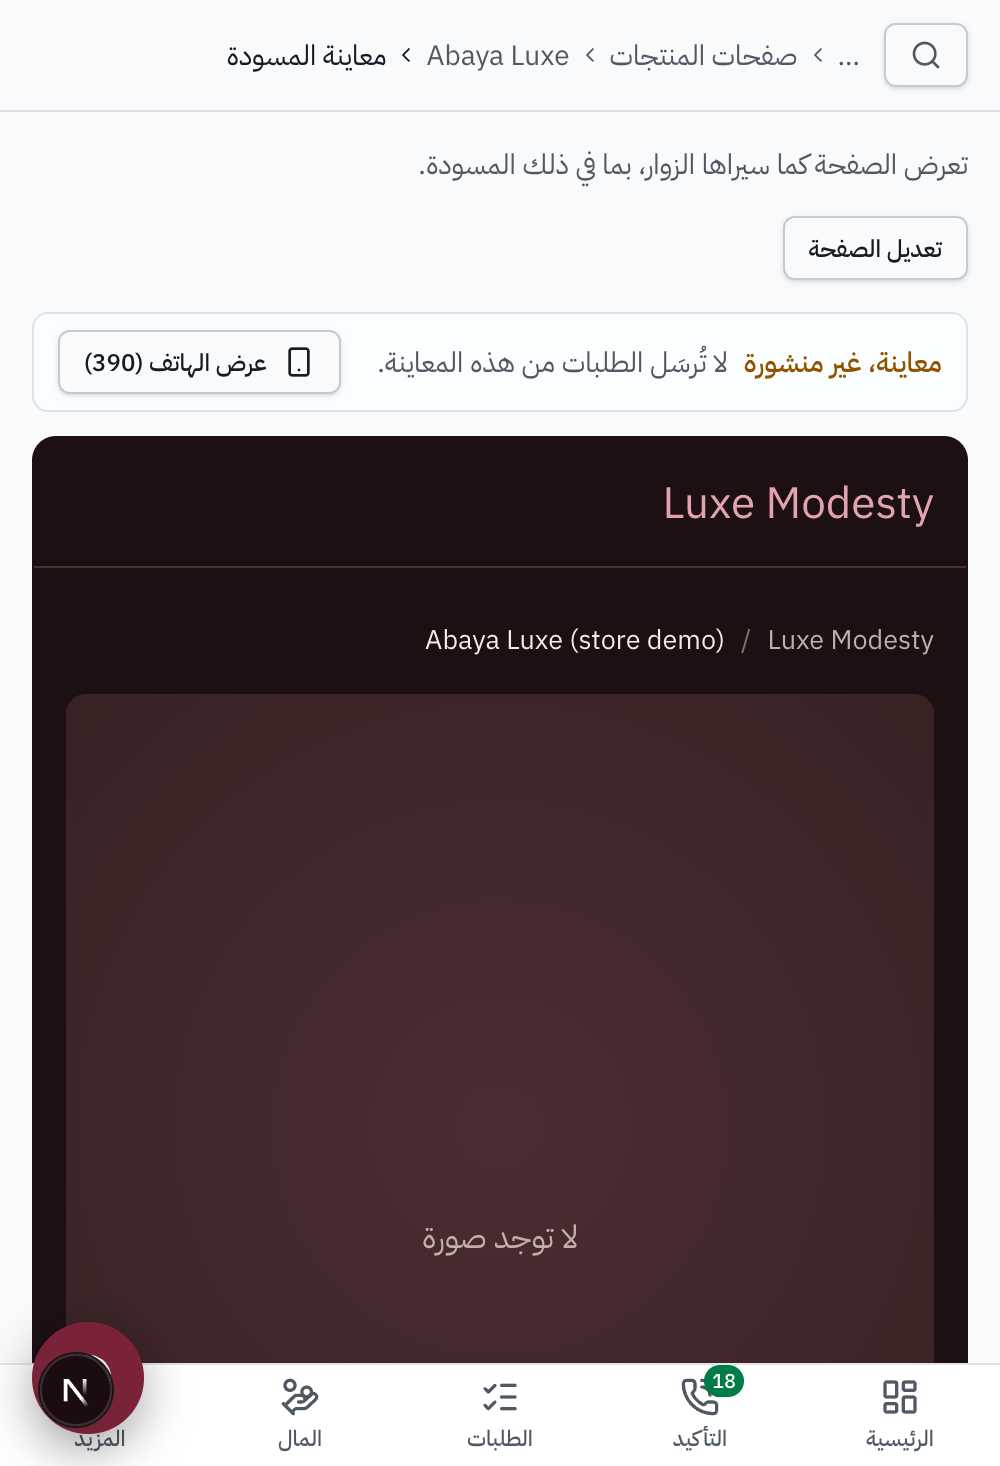 ... › صفحات المنتجات › Abaya Luxe › معاينة المسودة
تعرض الصفحة كما سيراها الزوار، بما في ذلك المسودة.
تعديل الصفحة
معاينة، غير منشورة لا تُرسَل الطلبات من هذه المعاينة. عرض الهاتف (390)
Luxe Modesty
Luxe Modesty / Abaya Luxe (store demo)
لا توجد صورة
18
N
الرئيسية التأكيد الطلبات المال المزيد